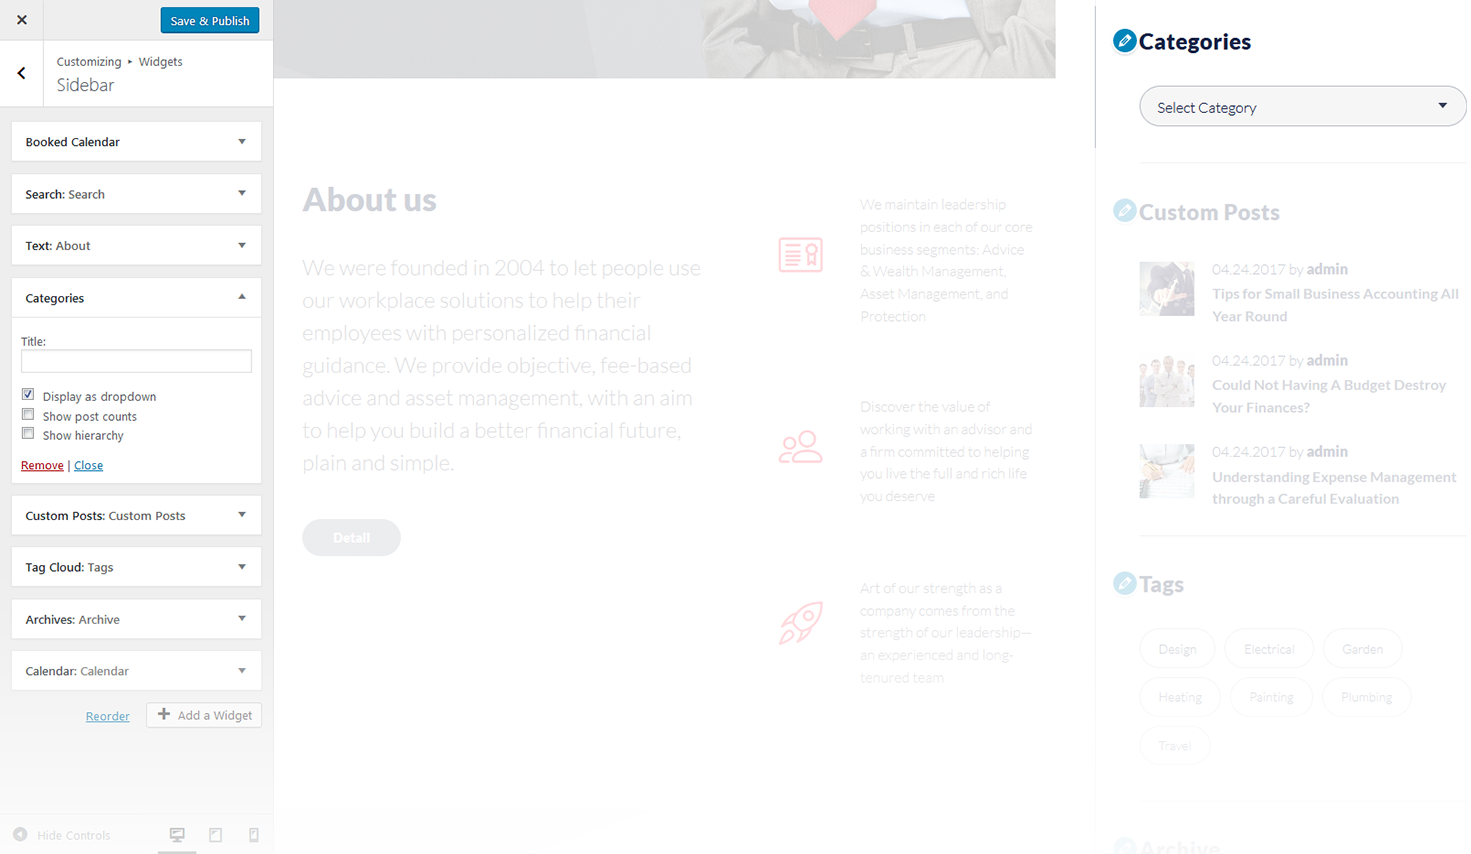 Save & Publish
Customizing ▸ Widgets
Sidebar
Booked Calendar
Search: Search
Text: About
Categories
Title:
Display as dropdown
Show post counts
Show hierarchy
Remove | Close
Custom Posts: Custom Posts
Tag Cloud: Tags
Archives: Archive
Calendar: Calendar
Reorder
Add a Widget
Hide Controls
About us
We were founded in 2004 to let people use
our workplace solutions to help their
employees with personalized financial
guidance. We provide objective, fee-based
advice and asset management, with an aim
to help you build a better financial future,
plain and simple.
Detail
We maintain leadership
positions in each of our core
business segments: Advice
& Wealth Management,
Asset Management, and
Protection
Discover the value of
working with an advisor and
a firm committed to helping
you live the full and rich life
you deserve
Art of our strength as a
company comes from the
strength of our leadership—
an experienced and long-
tenured team
Categories
Select Category
Custom Posts
04.24.2017 by admin
Tips for Small Business Accounting All
Year Round
04.24.2017 by admin
Could Not Having A Budget Destroy
Your Finances?
04.24.2017 by admin
Understanding Expense Management
through a Careful Evaluation
Tags
Design
Electrical
Garden
Heating
Painting
Plumbing
Travel
Archive